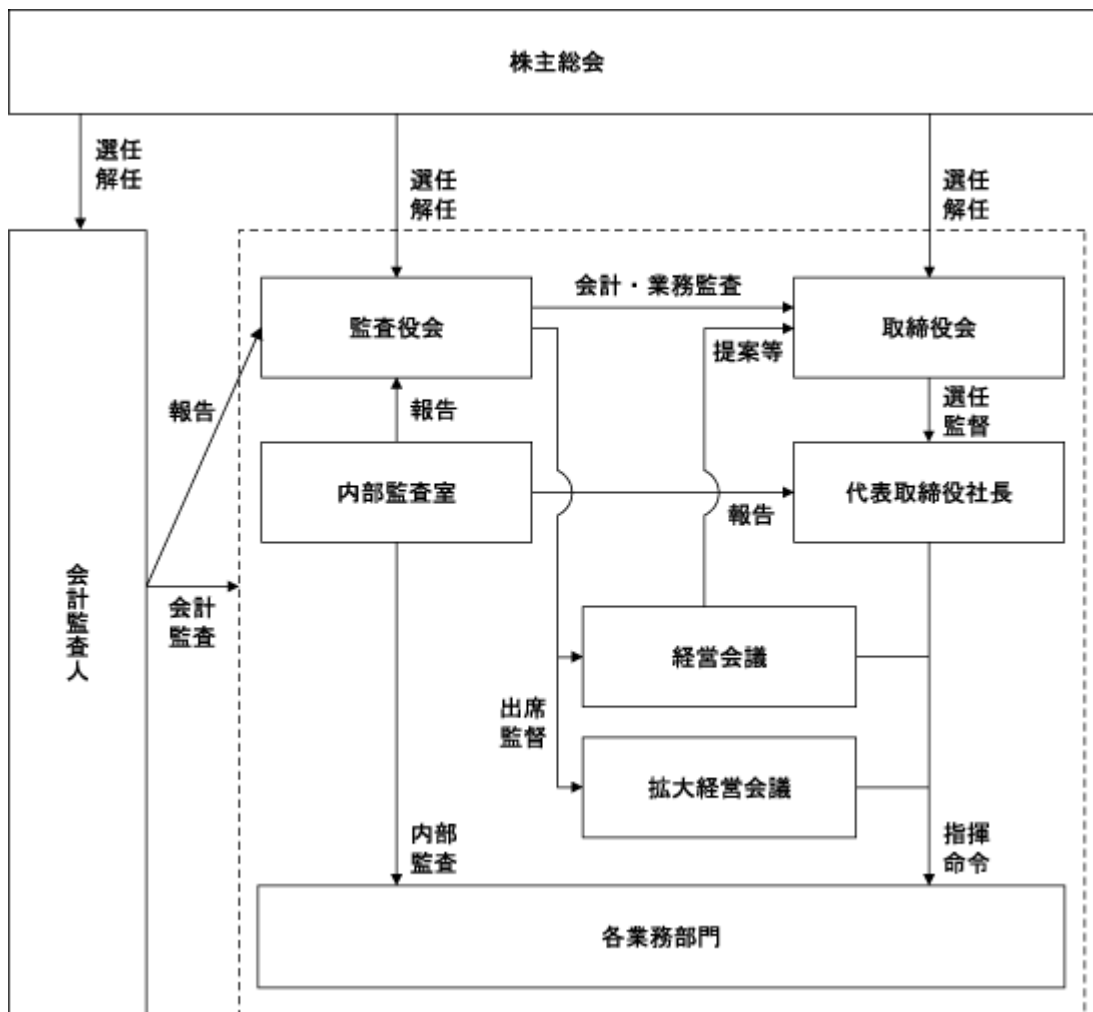 株主総会
選任
解任
選任
解任
選任
解任
会計・業務監査
監査役会
取締役会
提案等
報告
報告
選任
監督
内部監査室
代表取締役社長
報告
会計監査人
会計
監査
経営会議
出席
監督
拡大経営会議
内部
監査
指揮
命令
各業務部門